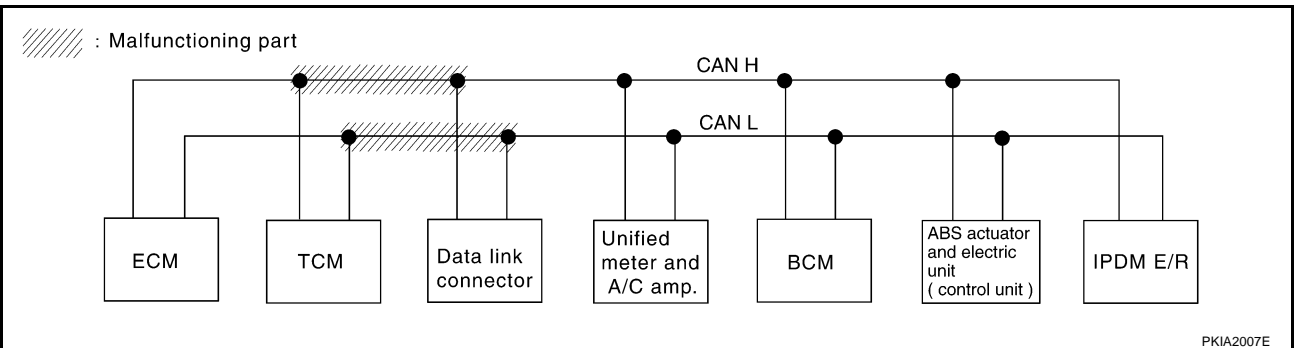 : Malfunctioning part
CAN H
CAN L
ECM
TCM
Data link
connector
Unified
meter and
A/C amp.
BCM
ABS actuator
and electric
unit
( control unit )
IPDM E/R
PKIA2007E